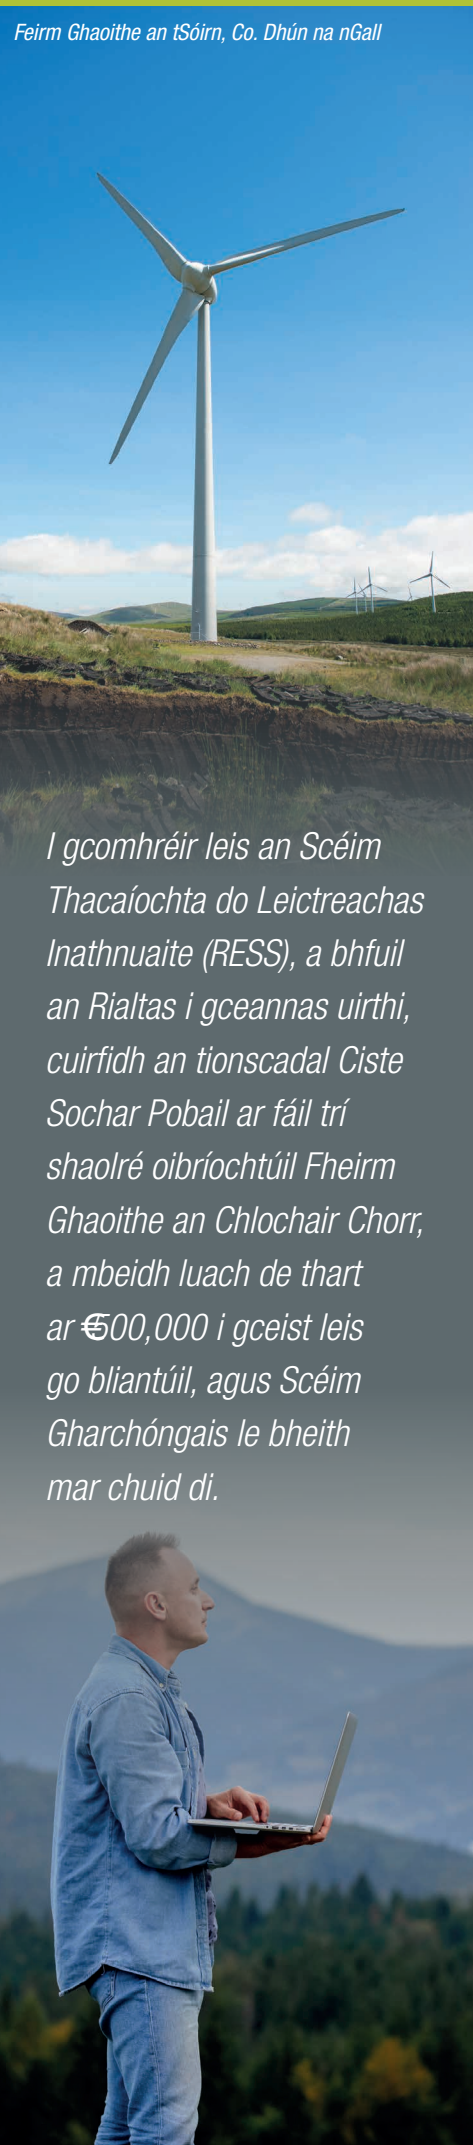 Feirm Ghaoithe an tSóirn, Co. Dhún na nGall
I gcomhréir leis an Scéim
Thacaíochta do Leictreachas
Inathnuaite (RESS), a bhfuil
an Rialtas i gceannas uirthi,
cuirfidh an tionscadal Ciste
Sochar Pobail ar fáil trí
shaolré oibríochtúil Fheirm
Ghaoithe an Chlochair Chorr,
a mbeidh luach de thart
ar €500,000 i gceist leis
go bliantúil, agus Scéim
Gharchóngais le bheith
mar chuid di.